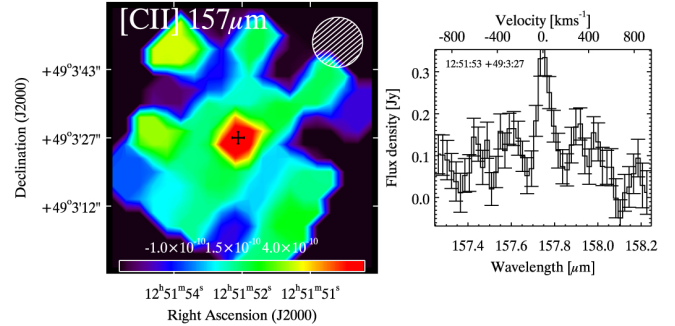 [CII] 157μm
Declination (J2000)
+49°3'43"
+49°3'27"
+49°3'12"
-1.0×10⁻¹⁰ 1.5×10⁻¹⁰ 4.0×10⁻¹⁰
12ʰ51ᵐ54ˢ 12ʰ51ᵐ52ˢ 12ʰ51ᵐ51ˢ
Right Ascension (J2000)
Velocity [kms⁻¹]
-800 -400 0 400 800
12:51:53 +49:3:27
Flux density [Jy]
0.3
0.2
0.1
0.0
157.4 157.6 157.8 158.0 158.2
Wavelength [μm]